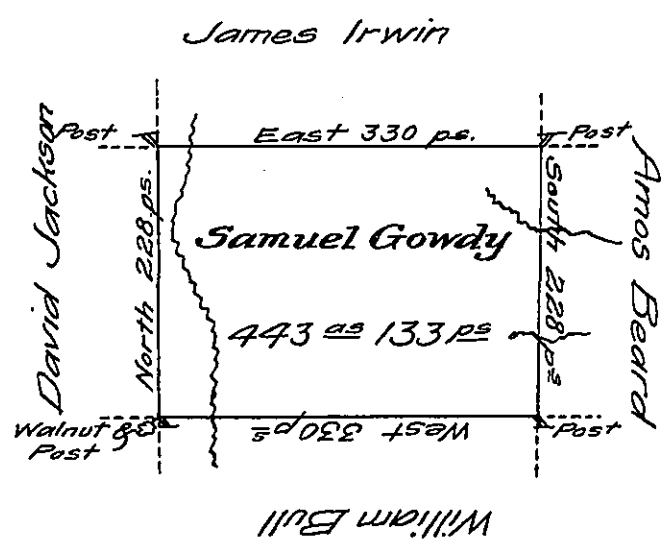 James Irwin
Post
East 330 ps.
Post
David Jackson
North 228 ps.
Samuel Gowdy
South 228 ps
Amos Beard
443 as 133 ps
Walnut &
Post
West 330 ps
Post
William Bull